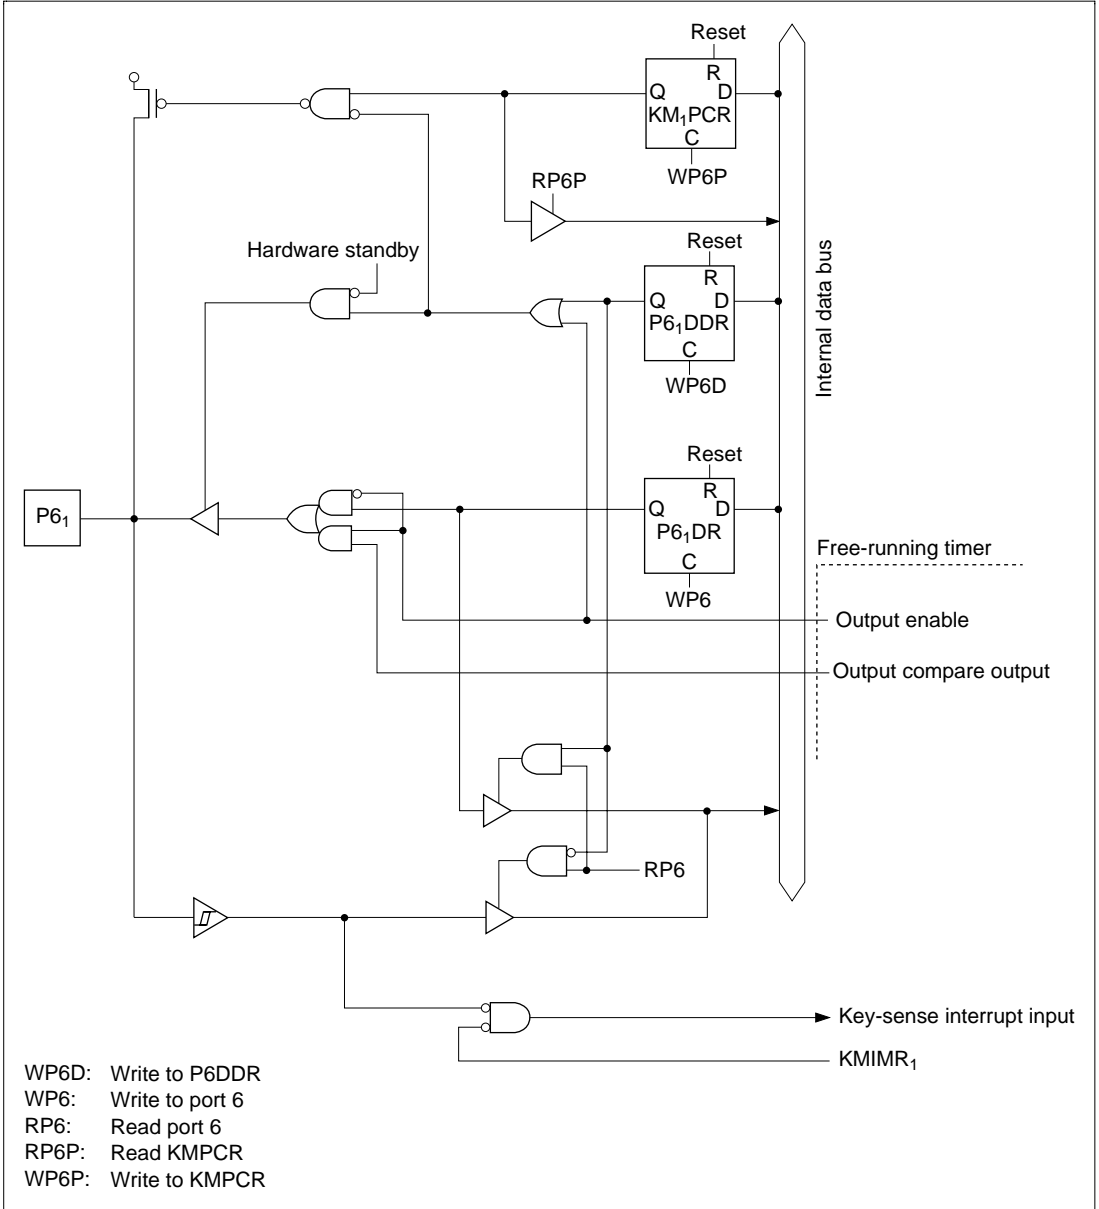 Reset
R
Q D
KM₁PCR
C
WP6P
RP6P
Hardware standby
Reset
R
Q D
P6₁DDR
C
WP6D
Internal data bus
Reset
R
Q D
P6₁DR
C
WP6
P6₁
Free-running timer
Output enable
Output compare output
RP6
Key-sense interrupt input
KMIMR₁
WP6D: Write to P6DDR
WP6: Write to port 6
RP6: Read port 6
RP6P: Read KMPCR
WP6P: Write to KMPCR